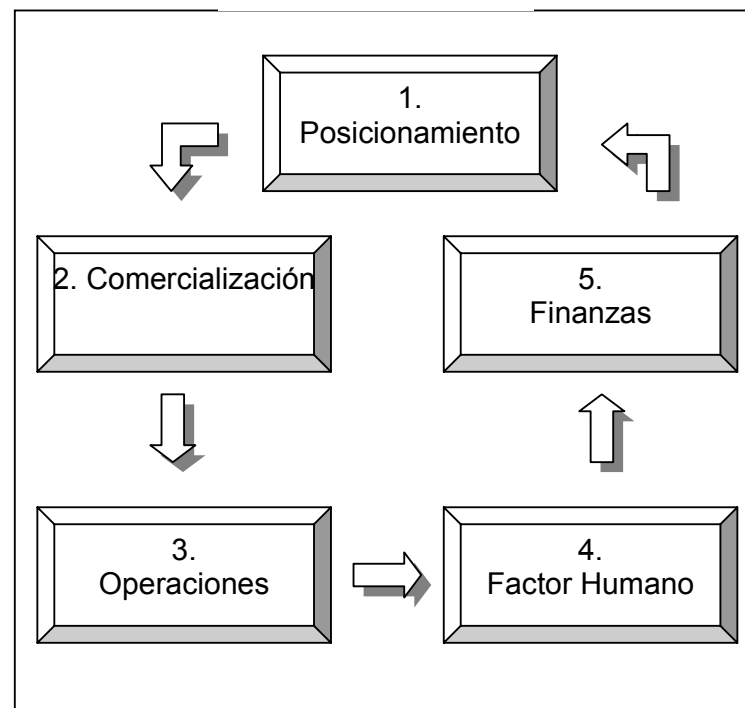 1.
Posicionamiento
2. Comercialización
5.
Finanzas
3.
Operaciones
4.
Factor Humano